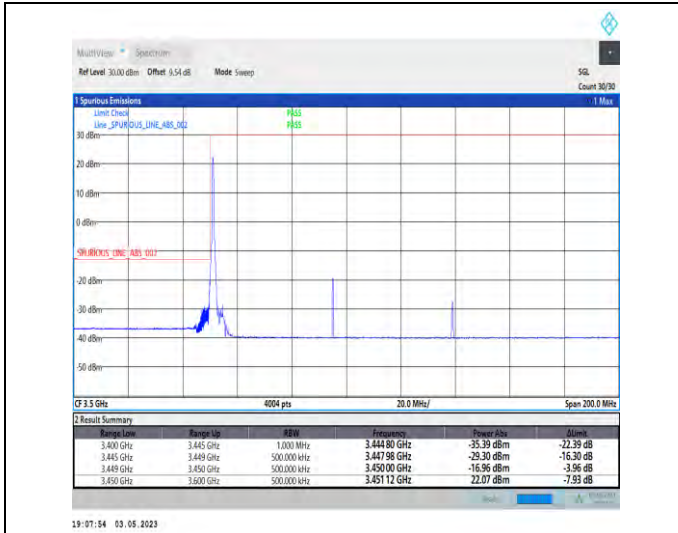 MultiView Spectrum
Ref Level 30.00 dBm Offset 9.54 dB Mode Sweep SGL
Count 30/30
1 Spurious Emissions 1 Max
Limit Check PASS
Line _SPURIOUS_LINE_ABS_002 PASS
30 dBm
20 dBm
10 dBm
0 dBm
_SPURIOUS_LINE_ABS_002
-20 dBm
-30 dBm
-40 dBm
-50 dBm
CF 3.5 GHz 4004 pts 20.0 MHz/ Span 200.0 MHz
2 Result Summary
Range Low Range Up RBW Frequency Power Abs ΔLimit
3.400 GHz 3.445 GHz 1.000 MHz 3.444 80 GHz -35.39 dBm -22.39 dB
3.445 GHz 3.449 GHz 500.000 kHz 3.447 98 GHz -29.30 dBm -16.30 dB
3.449 GHz 3.450 GHz 500.000 kHz 3.450 00 GHz -16.96 dBm -3.96 dB
3.450 GHz 3.600 GHz 500.000 kHz 3.451 12 GHz 22.07 dBm -7.93 dB
19:07:54 03.05.2023